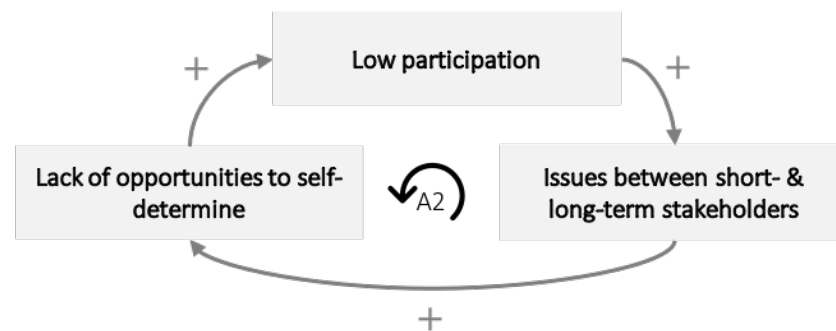 +
Low participation
+
Lack of opportunities to self-
determine
A2
Issues between short- &
long-term stakeholders
+